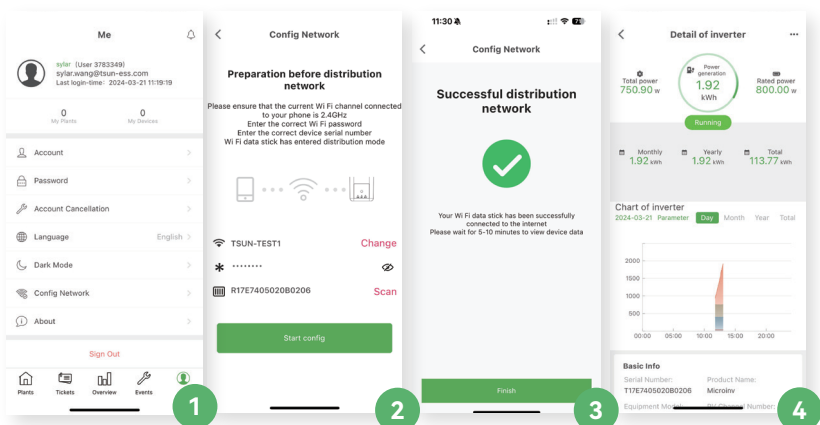 Me
sylar (User 3783349)
sylar.wang@tsun-ess.com
Last login-time: 2024-03-21 11:19:19
0
My Plants
0
My Devices
Account
Password
Account Cancellation
Language English
Dark Mode
Config Network
About
Sign Out
Plants Tickets Overview Events
1
Config Network
Preparation before distribution
network
Please ensure that the current Wi Fi channel connected
to your phone is 2.4GHz
Enter the correct Wi Fi password
Enter the correct device serial number
Wi Fi data stick has entered distribution mode
TSUN-TEST1 Change
R17E7405020B0206 Scan
Start config
2
11:30
Config Network
Successful distribution
network
Your Wi Fi data stick has been successfully
connected to the internet
Please wait for 5-10 minutes to view device data
Finish
3
Detail of inverter
Total power
750.90 w
Power
generation
1.92
kWh
Rated power
800.00 w
Running
Monthly
1.92 kWh
Yearly
1.92 kWh
Total
113.77 kWh
Chart of inverter
2024-03-21 Parameter Day Month Year Total
2000
1500
1000
500
00:00 05:00 10:00 15:00 20:00
Basic Info
Serial Number: Product Name:
T17E7405020B0206 Microinv
Equipment Model: PV Channel Number:
4